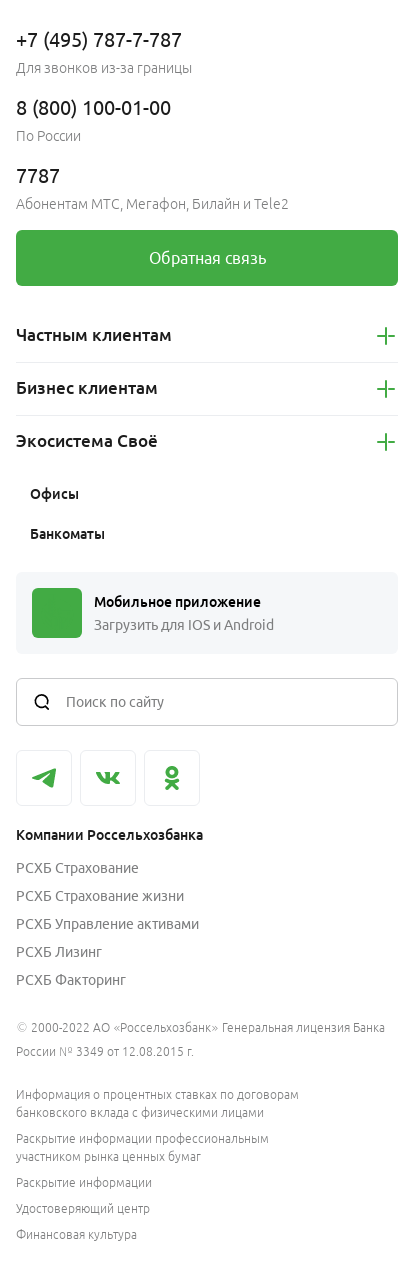 +7 (495) 787-7-787
Для звонков из-за границы
8 (800) 100-01-00
По России
7787
Абонентам МТС, Мегафон, Билайн и Tele2
Обратная связь
Частным клиентам
Бизнес клиентам
Экосистема Своё
Офисы
Банкоматы
Мобильное приложение
Загрузить для IOS и Android
Поиск по сайту
Компании Россельхозбанка
РСХБ Страхование
РСХБ Страхование жизни
РСХБ Управление активами
РСХБ Лизинг
РСХБ Факторинг
© 2000-2022 АО «Россельхозбанк» Генеральная лицензия Банка
России № 3349 от 12.08.2015 г.
Информация о процентных ставках по договорам
банковского вклада с физическими лицами
Раскрытие информации профессиональным
участником рынка ценных бумаг
Раскрытие информации
Удостоверяющий центр
Финансовая культура